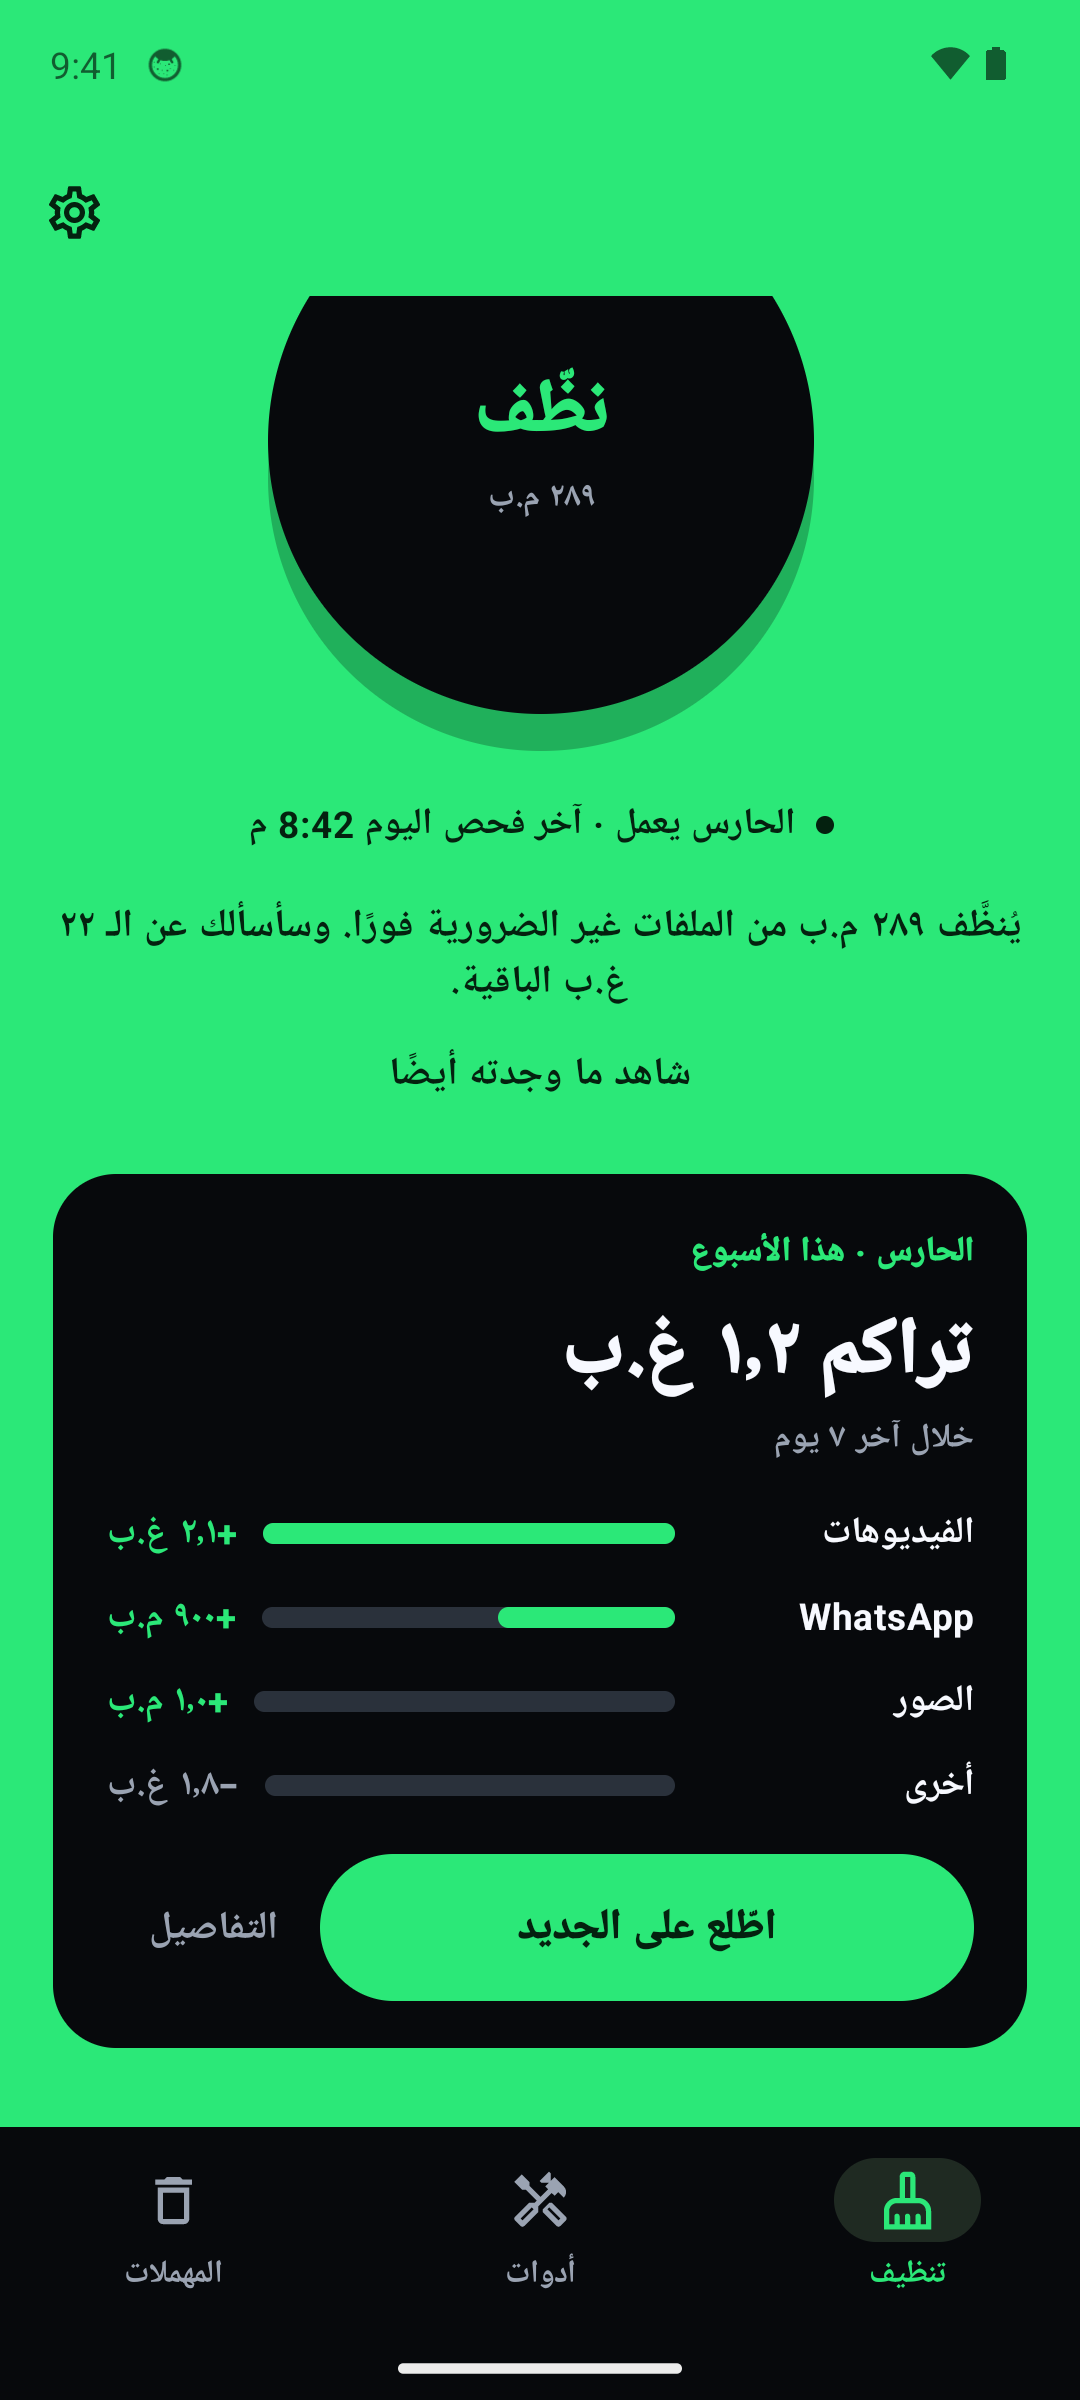 9:41
نظّف
٢٨٩ م.ب
الحارس يعمل · آخر فحص اليوم 8:42 م
يُنظَّف ٢٨٩ م.ب من الملفات غير الضرورية فورًا. وسأسألك عن الـ ٢٢
غ.ب الباقية.
شاهد ما وجدته أيضًا
الحارس · هذا الأسبوع
تراكم ١,٢ غ.ب
خلال آخر ٧ يوم
الفيديوهات +٢,١ غ.ب
WhatsApp +٩٠٠ م.ب
الصور +١,٠ م.ب
أخرى −١,٨ غ.ب
اطّلع على الجديد التفاصيل
تنظيف أدوات المهملات